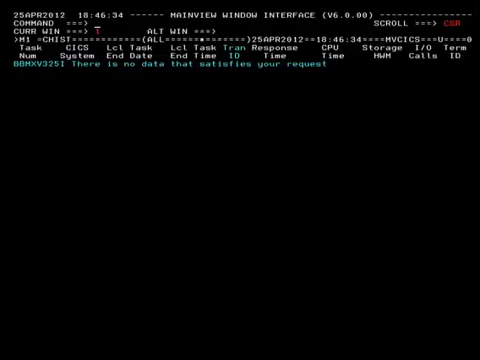 25APR2012  18:46:34 ------ MAINVIEW WINDOW INTERFACE (V6.0.00) -----------------
COMMAND  ===> _                                              SCROLL ===> CSR
CURR WIN ===> 1        ALT WIN ===>
>M1 =CHIST============(ALL======*=======)25APR2012==18:46:34====MVCICS===U====0
Task   CICS   Lcl Task   Lcl Task Tran Response    CPU    Storage  I/O  Term
Num    System End Date   End Time ID   Time        Time   HWM      Calls ID
BBMXV325I There is no data that satisfies your request